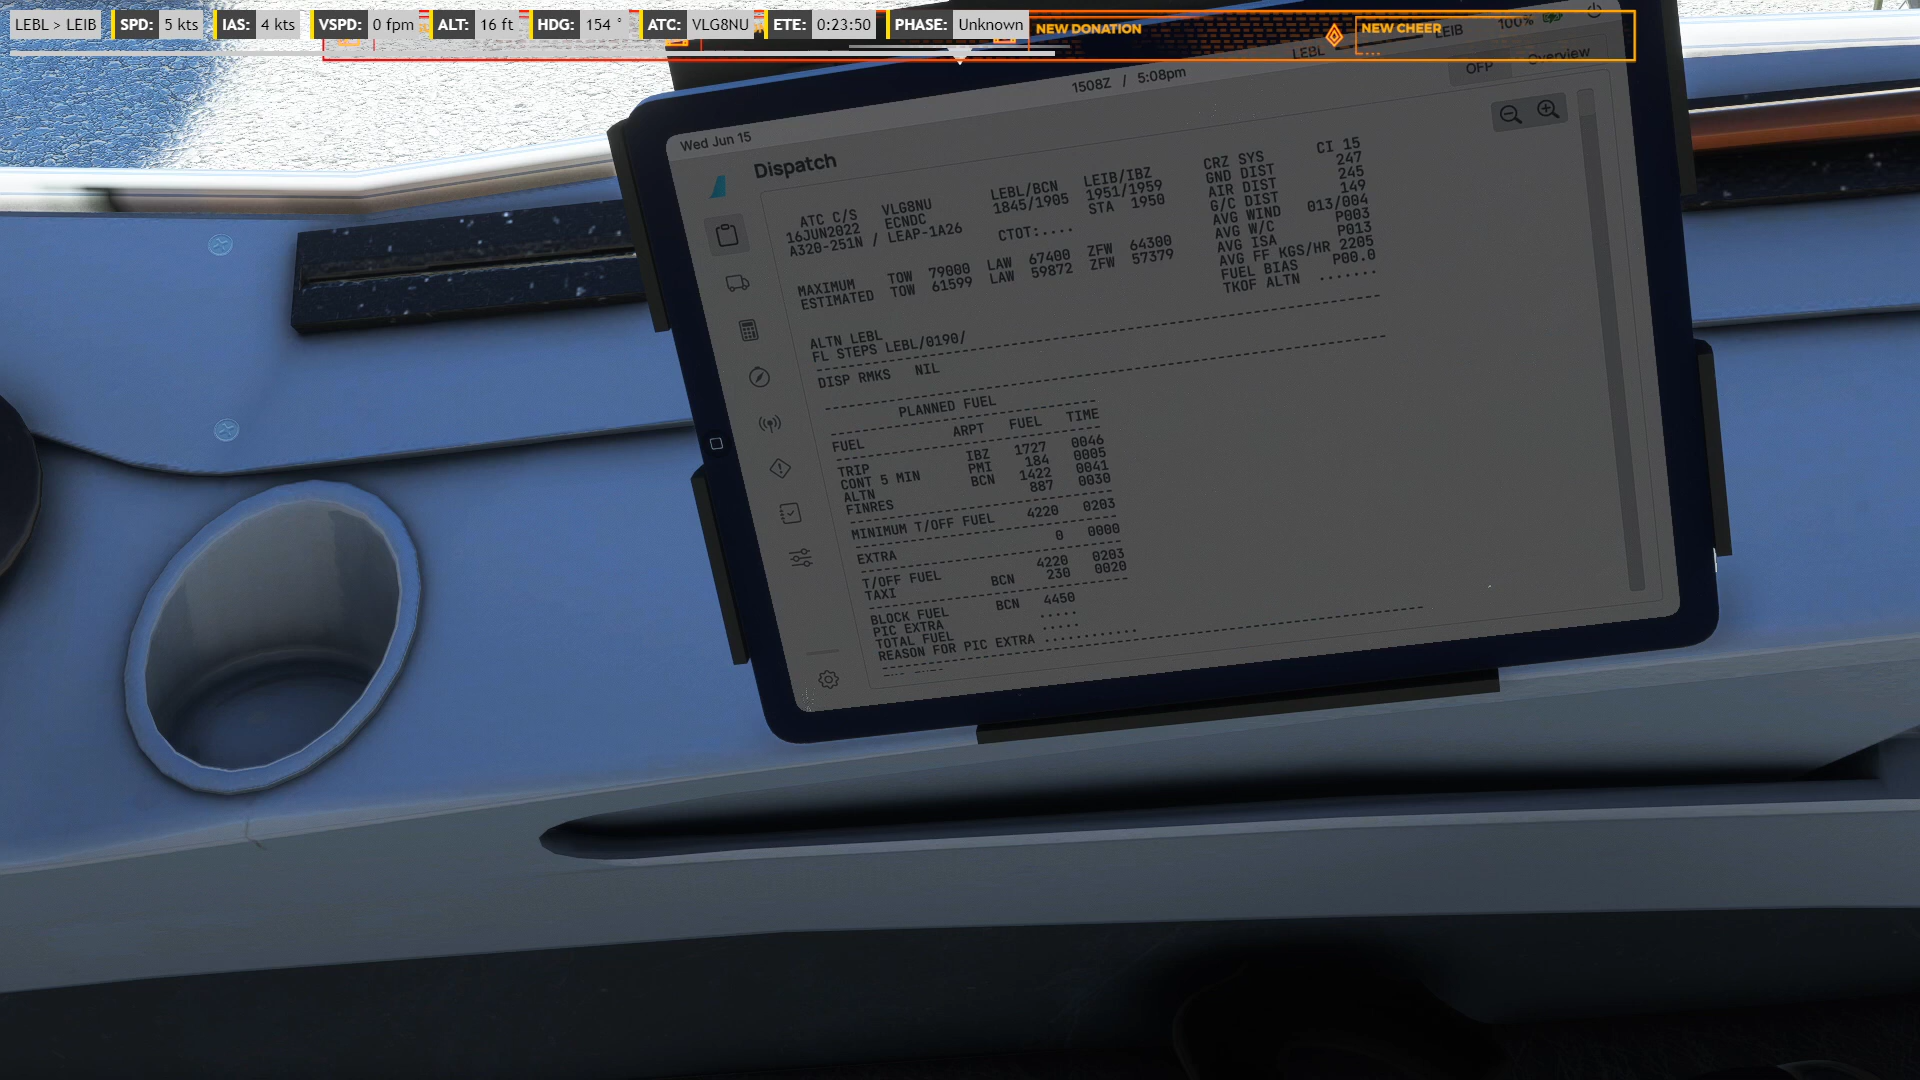 LEBL > LEIB SPD: 5 kts IAS: 4 kts VSPD: 0 fpm ALT: 16 ft HDG: 154 ° ATC: VLG8NU ETE: 0:23:50 PHASE: Unknown
NEW DONATION
NEW CHEER
Wed Jun 15 1508Z / 5:08pm LEBL LEIB 100%
Dispatch OFP Overview
ATC C/S VLG8NU LEBL/BCN LEIB/IBZ CRZ SYS CI 15
16JUN2022 ECNDC 1845/1905 1951/1959 GND DIST 247
A320-251N / LEAP-1A26 STA 1950 AIR DIST 245
CTOT:.... G/C DIST 149
AVG WIND 013/004
MAXIMUM TOW 79000 LAW 67400 ZFW 64300 AVG W/C P003
ESTIMATED TOW 61599 LAW 59872 ZFW 57379 AVG ISA P013
AVG FF KGS/HR 2205
FUEL BIAS P00.0
TKOF ALTN .......
ALTN LEBL
FL STEPS LEBL/0190/
DISP RMKS NIL
PLANNED FUEL
FUEL ARPT FUEL TIME
TRIP IBZ 1727 0046
CONT 5 MIN 184 0005
ALTN PMI 1422 0041
FINRES BCN 887 0030
MINIMUM T/OFF FUEL 4220 0203
EXTRA 0 0000
T/OFF FUEL 4220 0203
TAXI BCN 230 0020
BLOCK FUEL BCN 4450
PIC EXTRA .....
TOTAL FUEL .....
REASON FOR PIC EXTRA ............